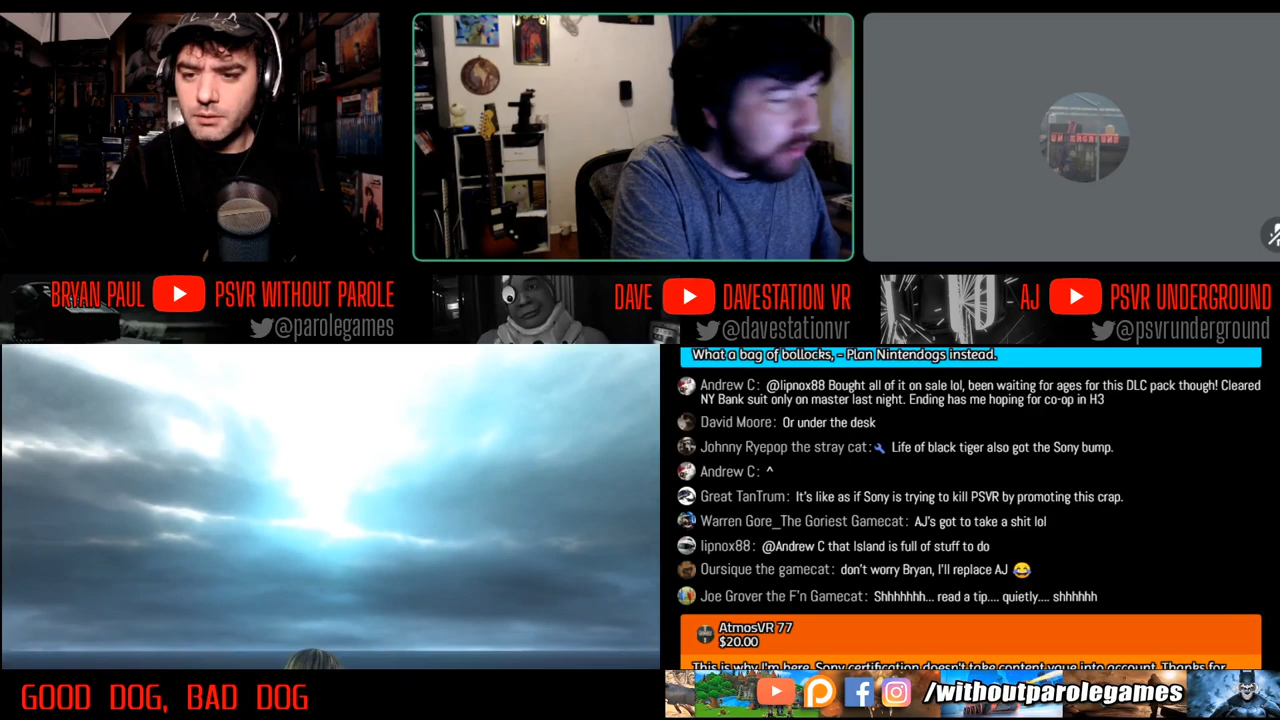 UNDERGROUND
BRYAN PAUL PSVR WITHOUT PAROLE
@parolegames
DAVE DAVESTATION VR
@davestationvr
AJ PSVR UNDERGROUND
@psvrunderground
What a bag of bollocks, - Plan Nintendogs instead.
Andrew C: @lipnox88 Bought all of it on sale lol, been waiting for ages for this DLC pack though! Cleared
NY Bank suit only on master last night. Ending has me hoping for co-op in H3
David Moore: Or under the desk
Johnny Ryepop the stray cat: Life of black tiger also got the Sony bump.
Andrew C: ^
Great TanTrum: It's like as if Sony is trying to kill PSVR by promoting this crap.
Warren Gore_The Goriest Gamecat: AJ's got to take a shit lol
lipnox88: @Andrew C that Island is full of stuff to do
Oursique the gamecat: don't worry Bryan, I'll replace AJ 😂
Joe Grover the F'n Gamecat: Shhhhhhh... read a tip.... quietly.... shhhhhh
AtmosVR 77
$20.00
This is why I'm here. Sony certification doesn't take content vaue into account. Thanks for
GOOD DOG, BAD DOG
/withoutparolegames